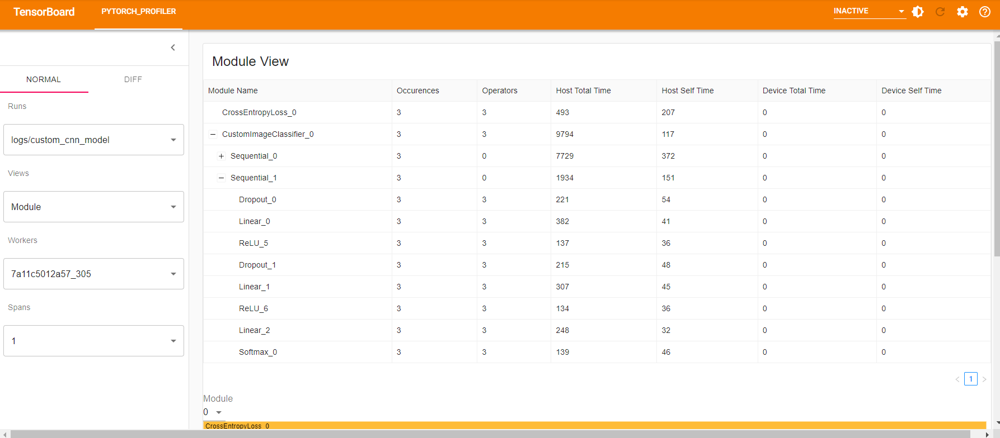 TensorBoard PYTORCH_PROFILER INACTIVE
NORMAL DIFF
Runs
logs/custom_cnn_model
Views
Module
Workers
7a11c5012a57_305
Spans
1
Module View
Module Name Occurences Operators Host Total Time Host Self Time Device Total Time Device Self Time
CrossEntropyLoss_0 3 3 493 207 0 0
CustomImageClassifier_0 3 3 9794 117 0 0
Sequential_0 3 0 7729 372 0 0
Sequential_1 3 0 1934 151 0 0
Dropout_0 3 3 221 54 0 0
Linear_0 3 3 382 41 0 0
ReLU_5 3 3 137 36 0 0
Dropout_1 3 3 215 48 0 0
Linear_1 3 3 307 45 0 0
ReLU_6 3 3 134 36 0 0
Linear_2 3 3 248 32 0 0
Softmax_0 3 3 139 46 0 0
1
Module
0
CrossEntropyLoss_0